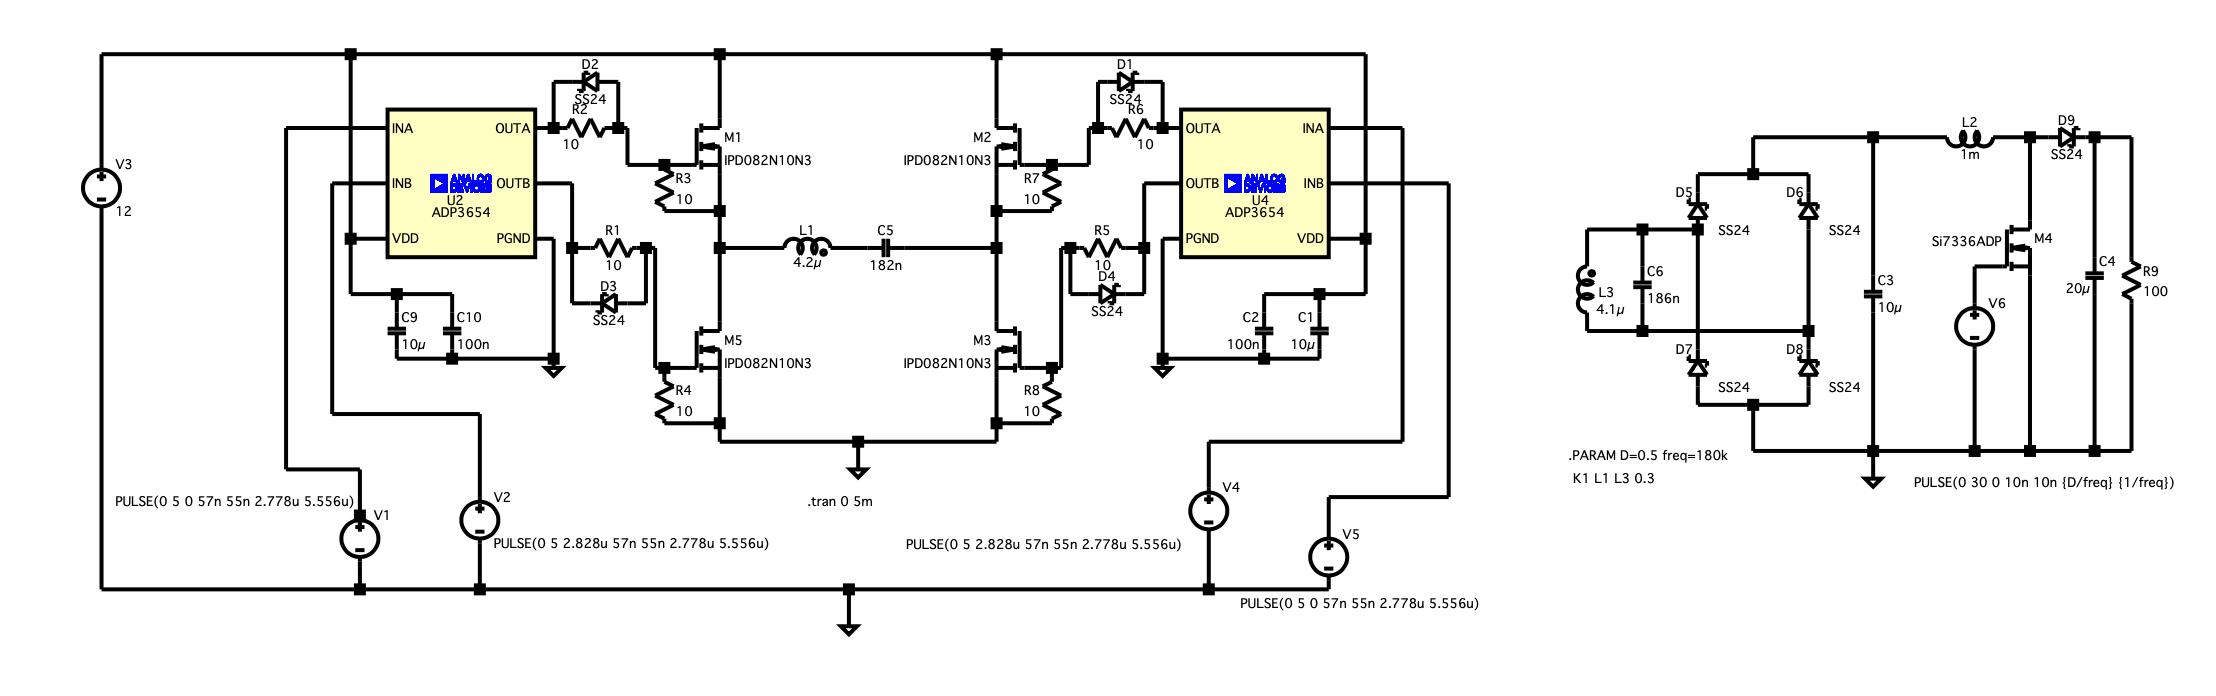 V3
12
INA
INB
VDD
OUTA
OUTB
PGND
ANALOG
DEVICES
U2
ADP3654
D2
SS24
R2
10
M1
IPD082N10N3
R3
10
R1
10
D3
SS24
C9
10µ
C10
100n
M5
IPD082N10N3
R4
10
L1
4.2µ
C5
182n
D1
SS24
R6
10
M2
IPD082N10N3
R7
10
R5
10
D4
SS24
M3
IPD082N10N3
R8
10
OUTA
OUTB
PGND
INA
INB
VDD
ANALOG
DEVICES
U4
ADP3654
C2
100n
C1
10µ
PULSE(0 5 0 57n 55n 2.778u 5.556u)
V1
V2
PULSE(0 5 2.828u 57n 55n 2.778u 5.556u)
.tran 0 5m
V4
PULSE(0 5 2.828u 57n 55n 2.778u 5.556u)
V5
PULSE(0 5 0 57n 55n 2.778u 5.556u)
L3
4.1µ
C6
186n
D5
SS24
D6
SS24
D7
SS24
D8
SS24
C3
10µ
L2
1m
D9
SS24
Si7336ADP
M4
V6
C4
20µ
R9
100
.PARAM D=0.5 freq=180k
K1 L1 L3 0.3
PULSE(0 30 0 10n 10n {D/freq} {1/freq})